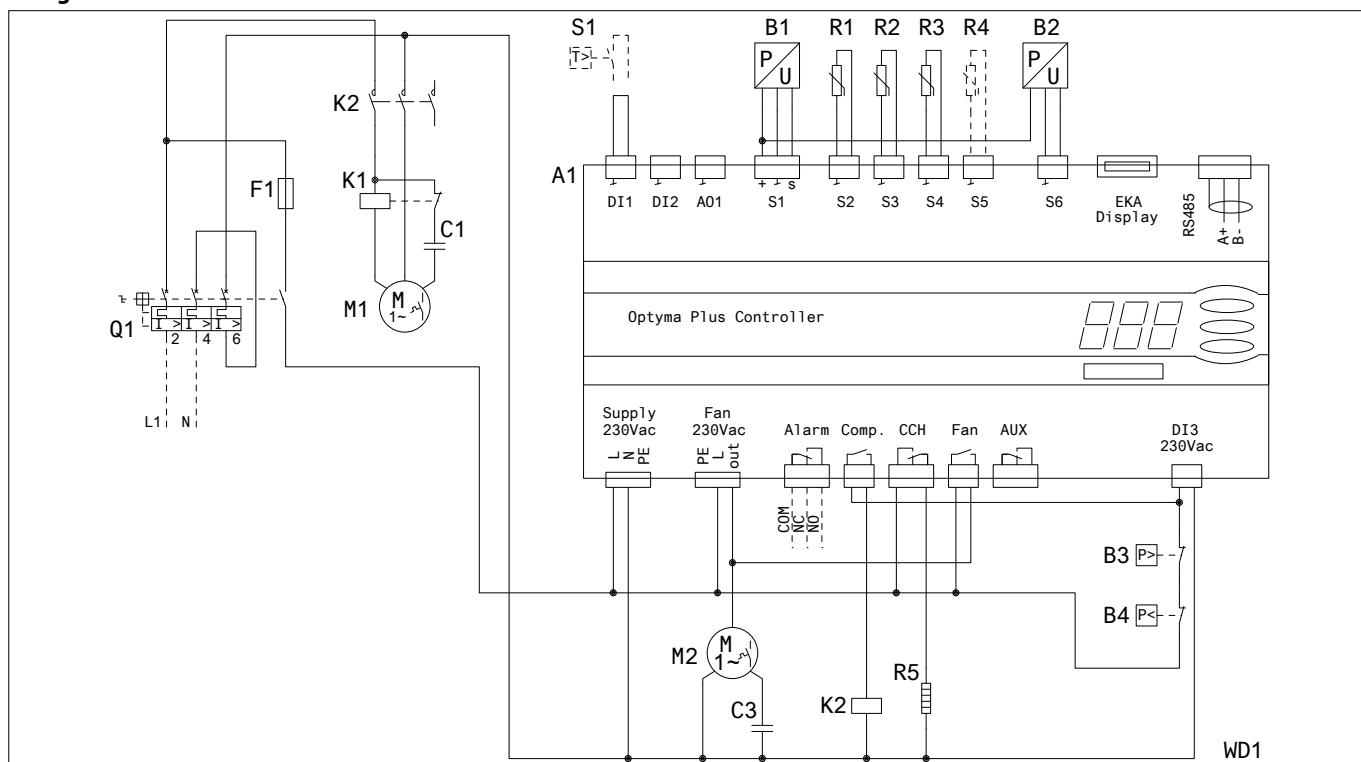 S1 B1 R1 R2 R3 R4 B2
T>
P U
P U
K2
A1
K1
F1
C1
+ s
DI1 DI2 AO1 S1 S2 S3 S4 S5 S6
EKA
Display
RS485
A+
B-
M1
M
1~
Q1
I > I > I >
2 4 6
L1 N
Optyma Plus Controller
Supply
230Vac
Fan
230Vac
Alarm Comp. CCH Fan AUX
DI3
230Vac
L
N
PE
PE
L
out
COM
NC
NO
B3 P>
B4 P<
M2
M
1~
R5
C3
K2
WD1